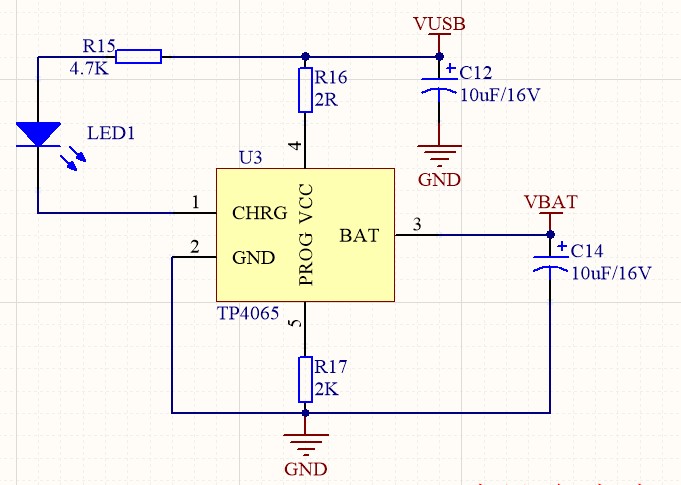 VUSB
R15
4.7K
R16
2R
C12
10uF/16V
LED1
GND
4
U3
1
CHRG
VCC
2
GND
PROG
BAT
3
VBAT
C14
10uF/16V
TP4065
5
R17
2K
GND